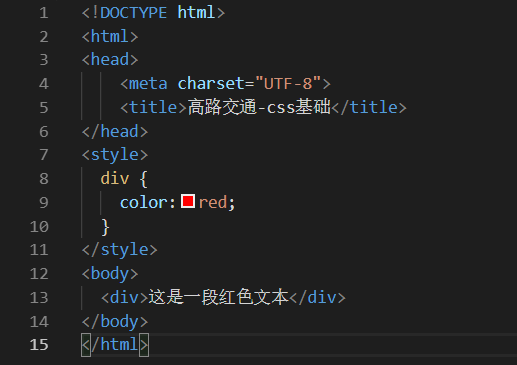 1 <!DOCTYPE html>
2 <html>
3 <head>
4     <meta charset="UTF-8">
5     <title>高路交通-css基础</title>
6 </head>
7 <style>
8   div {
9     color:red;
10   }
11 </style>
12 <body>
13   <div>这是一段红色文本</div>
14 </body>
15 </html>